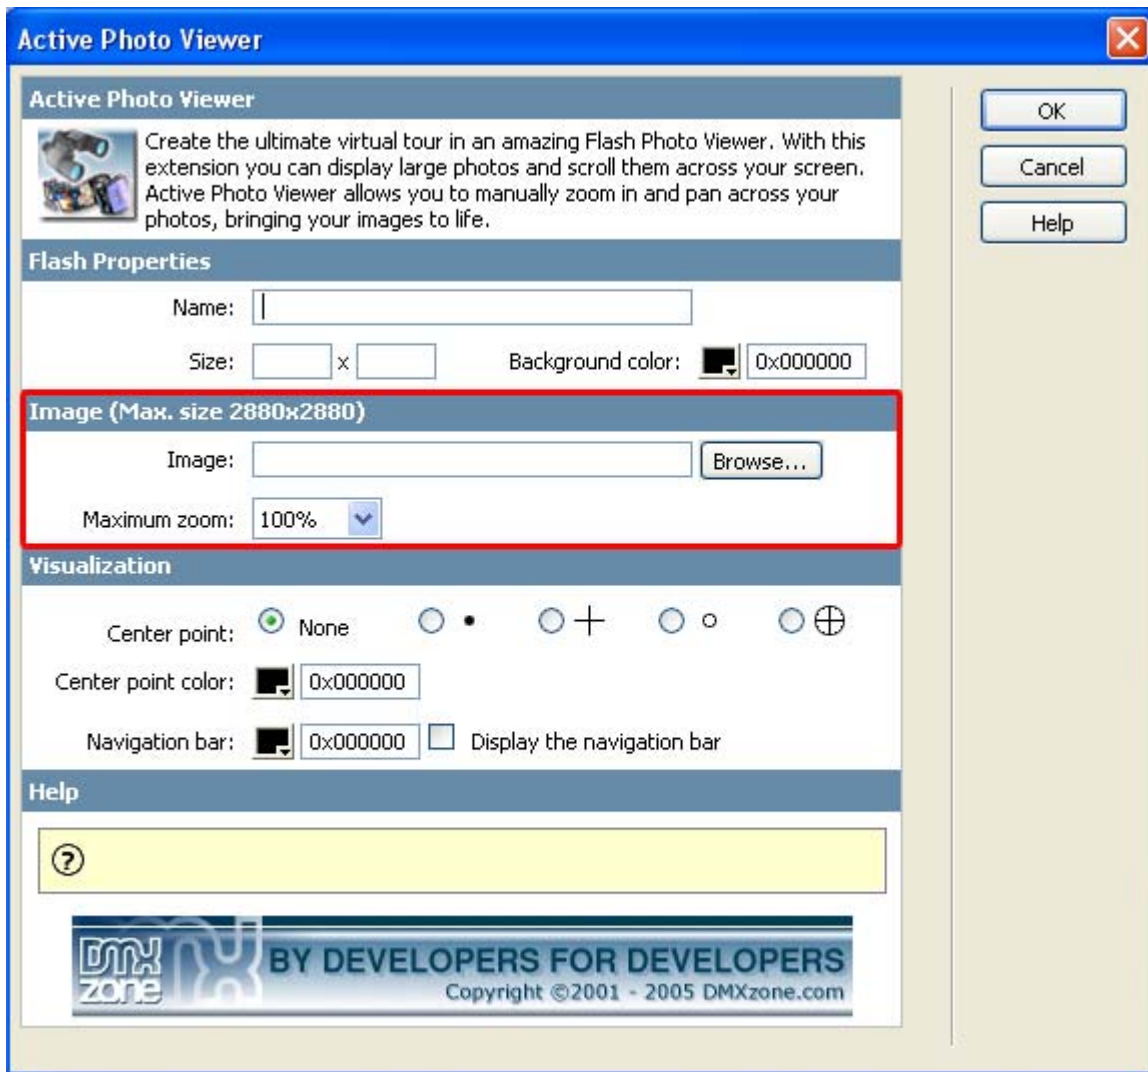 Active Photo Viewer
Active Photo Viewer
Create the ultimate virtual tour in an amazing Flash Photo Viewer. With this
extension you can display large photos and scroll them across your screen.
Active Photo Viewer allows you to manually zoom in and pan across your
photos, bringing your images to life.
OK
Cancel
Help
Flash Properties
Name:
Size: x Background color: 0x000000
Image (Max. size 2880x2880)
Image: Browse...
Maximum zoom: 100%
Visualization
Center point: None
Center point color: 0x000000
Navigation bar: 0x000000 Display the navigation bar
Help
?
DMX
zone
BY DEVELOPERS FOR DEVELOPERS
Copyright ©2001 - 2005 DMXzone.com